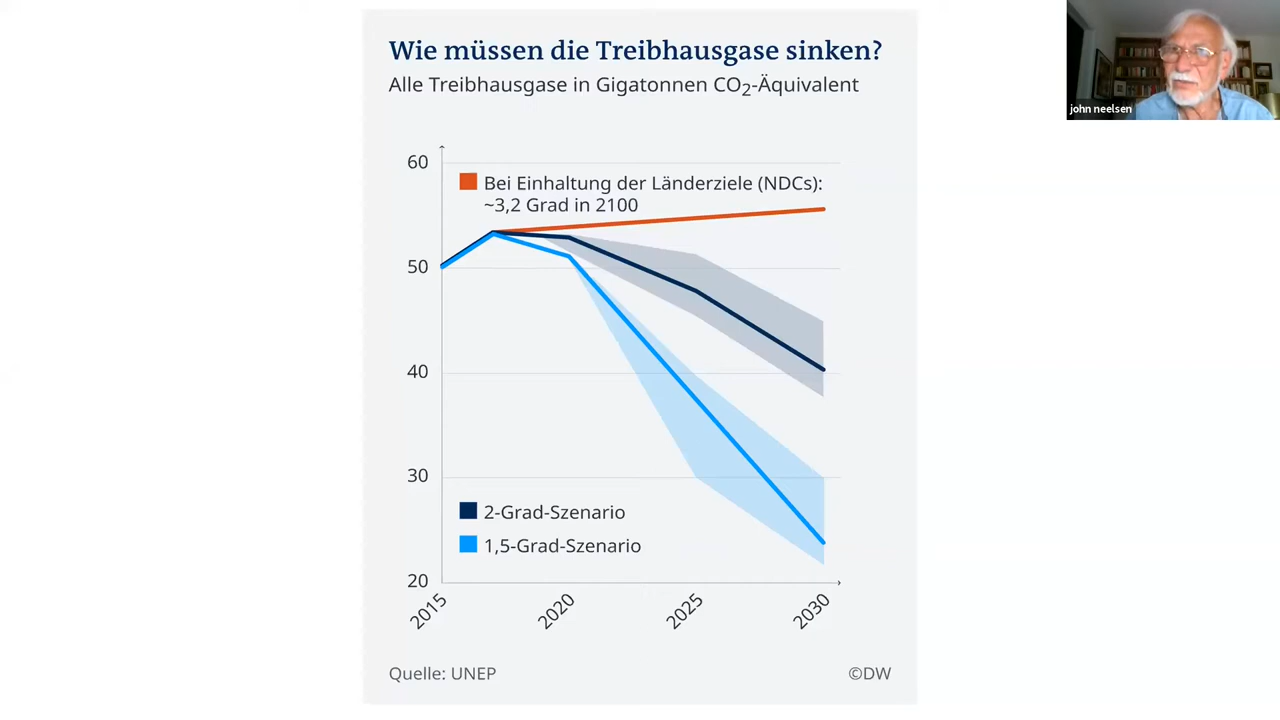 Wie müssen die Treibhausgase sinken?
Alle Treibhausgase in Gigatonnen CO₂-Äquivalent
john neelsen
60
Bei Einhaltung der Länderziele (NDCs):
~3,2 Grad in 2100
50
40
30
2-Grad-Szenario
1,5-Grad-Szenario
20
2015
2020
2025
2030
Quelle: UNEP
©DW